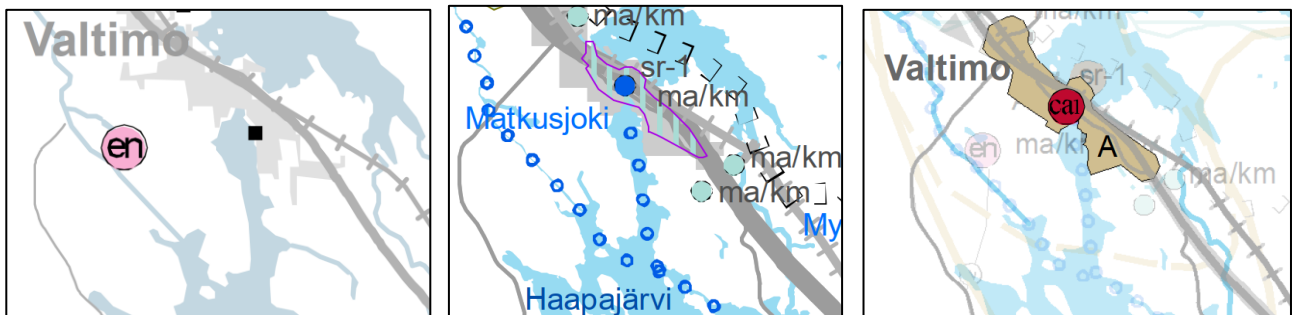 Valtimo
en
ma/km
sr-1
ma/km
Matkusjoki
ma/km
ma/km
My
Haapajärvi
ma/km
Valtimo
sr-1
ca
en
ma/k
A
ma/km